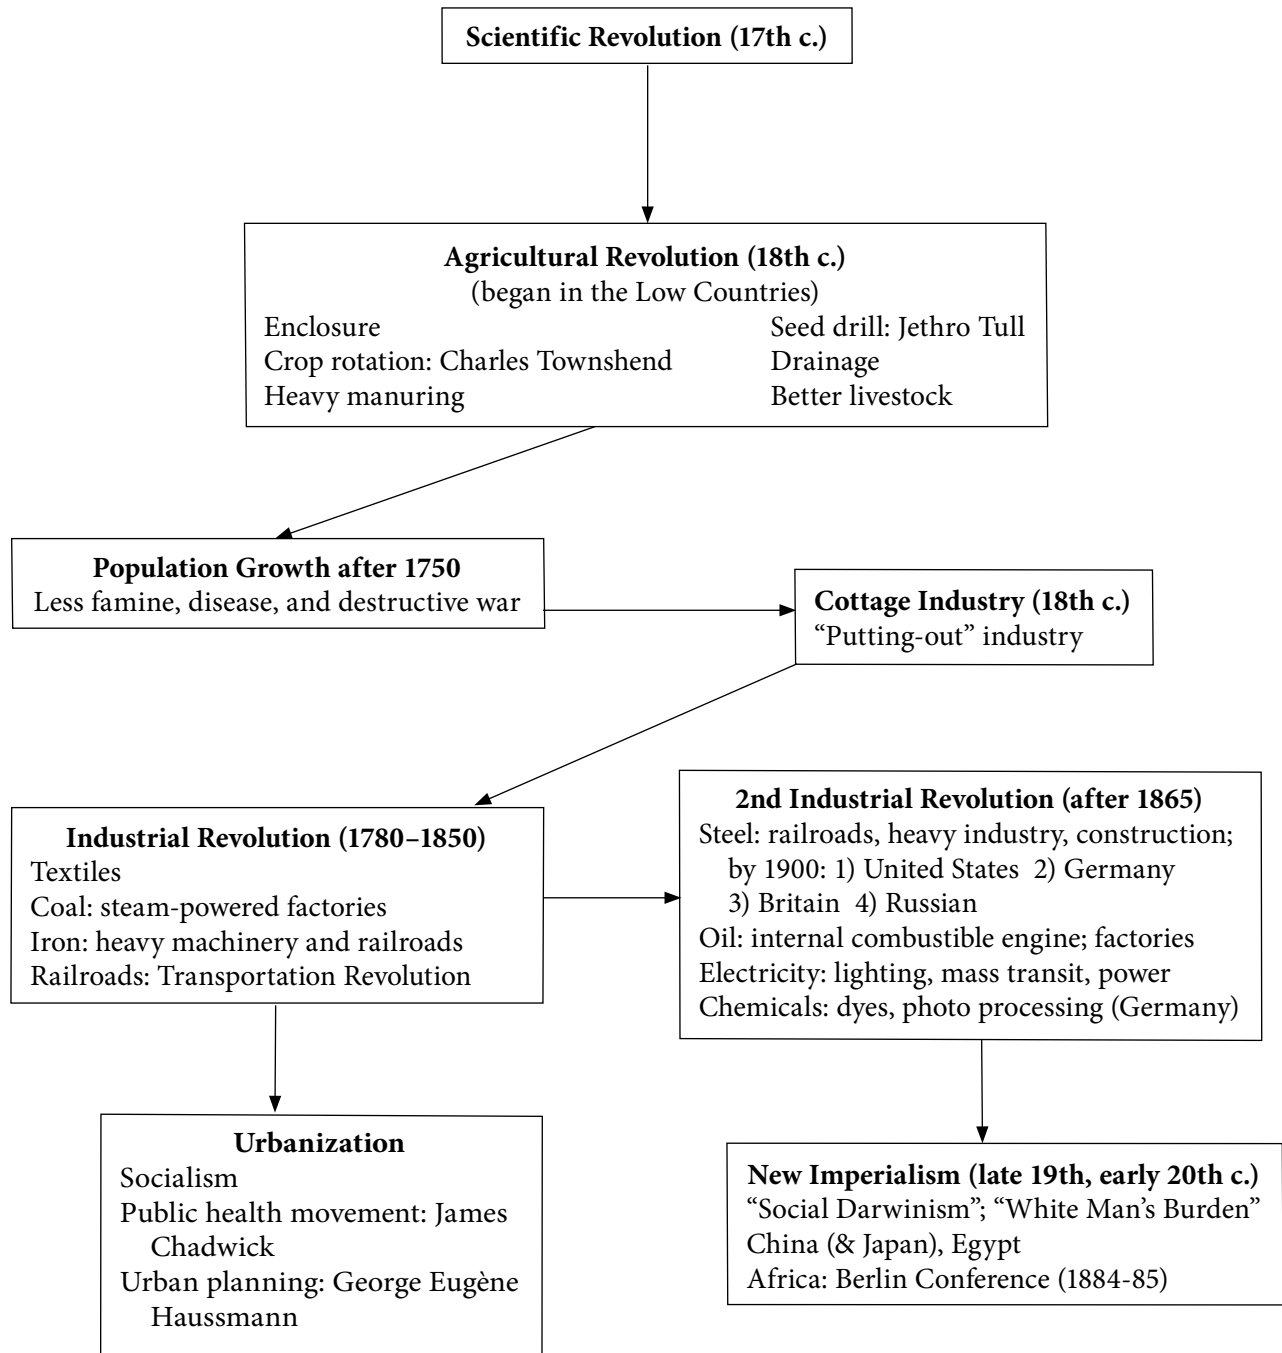 Scientific Revolution (17th c.)
Agricultural Revolution (18th c.)
(began in the Low Countries)
Enclosure
Crop rotation: Charles Townshend
Heavy manuring
Seed drill: Jethro Tull
Drainage
Better livestock
Population Growth after 1750
Less famine, disease, and destructive war
Cottage Industry (18th c.)
“Putting-out” industry
Industrial Revolution (1780–1850)
Textiles
Coal: steam-powered factories
Iron: heavy machinery and railroads
Railroads: Transportation Revolution
2nd Industrial Revolution (after 1865)
Steel: railroads, heavy industry, construction;
by 1900: 1) United States 2) Germany
3) Britain 4) Russian
Oil: internal combustible engine; factories
Electricity: lighting, mass transit, power
Chemicals: dyes, photo processing (Germany)
Urbanization
Socialism
Public health movement: James
Chadwick
Urban planning: George Eugène
Haussmann
New Imperialism (late 19th, early 20th c.)
“Social Darwinism”; “White Man’s Burden”
China (& Japan), Egypt
Africa: Berlin Conference (1884-85)